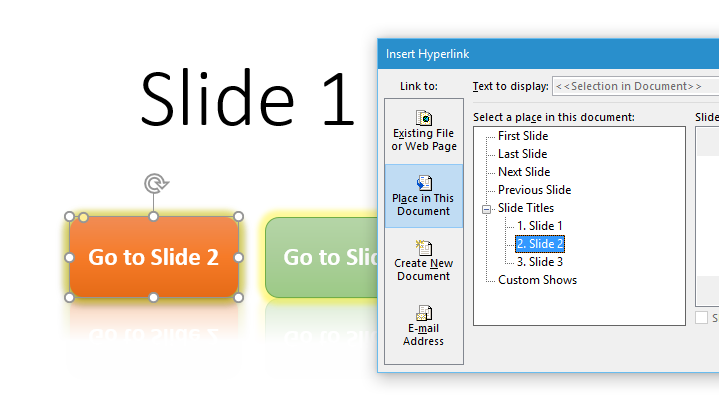 Slide 1
Go to Slide 2
Go to
Insert Hyperlink
Link to:
Existing File
or Web Page
Place in This
Document
Create New
Document
E-mail
Address
Text to display:
<<Selection in Document>>
Select a place in this document:
First Slide
Last Slide
Next Slide
Previous Slide
Slide Titles
1. Slide 1
2. Slide 2
3. Slide 3
Custom Shows